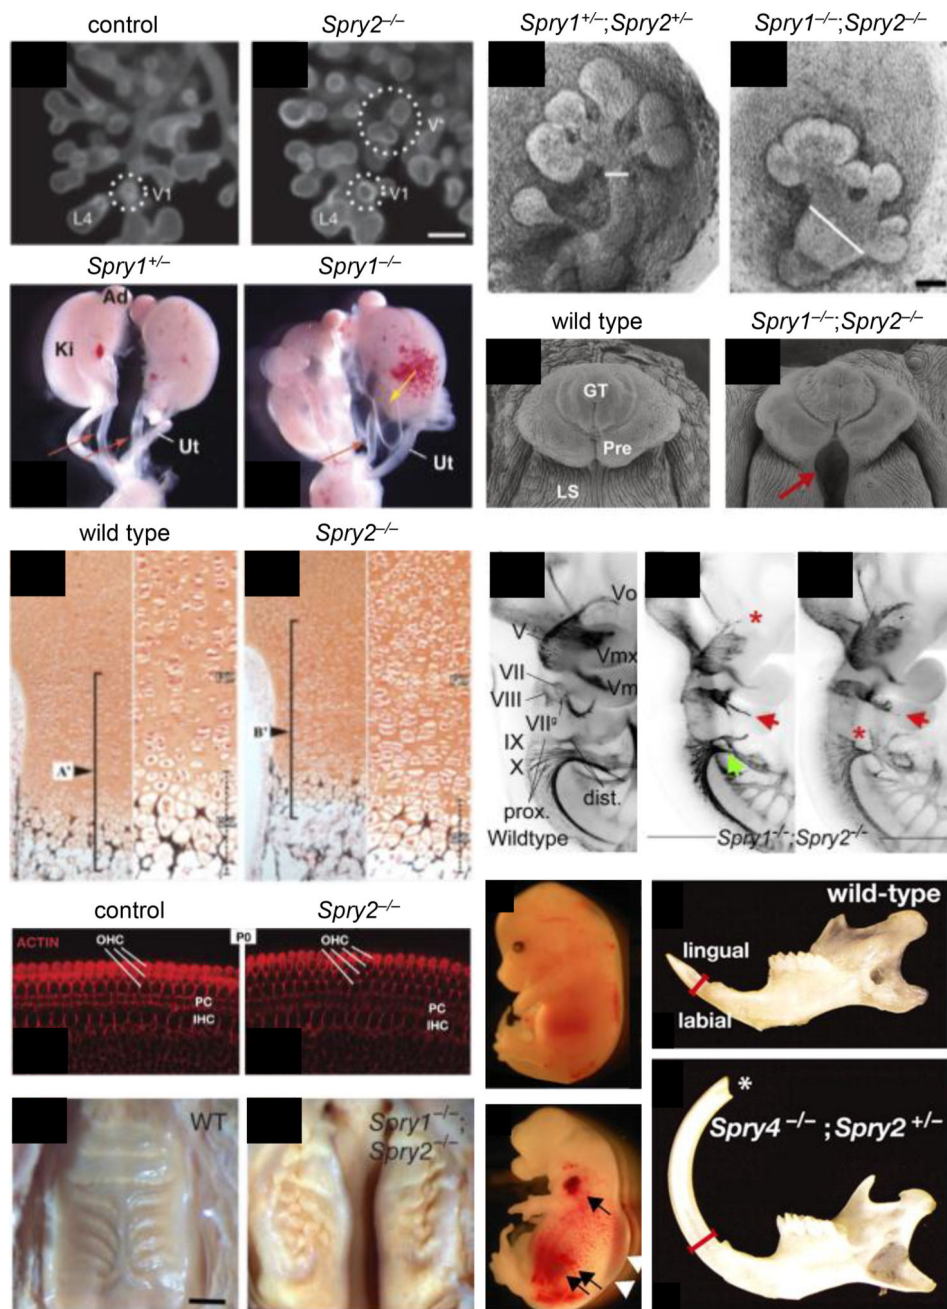 control
Spry2–/–
Spry1+/–;Spry2+/–
Spry1–/–;Spry2–/–
V*
V1
L4
V1
L4
Spry1+/–
Spry1–/–
Ad
Ki
Ut
Ut
wild type
Spry1–/–;Spry2–/–
GT
Pre
LS
wild type
Spry2–/–
A'
B'
Vo
V
Vmx
Vm
VII
VIII
VIIg
IX
X
prox.
dist.
Wildtype
Spry1-/-;Spry2-/-
*
*
control
Spry2–/–
ACTIN
OHC
P0
OHC
PC
IHC
PC
IHC
wild-type
lingual
labial
WT
Spry1–/–;
Spry2–/–
*
Spry4-/- ; Spry2+/-